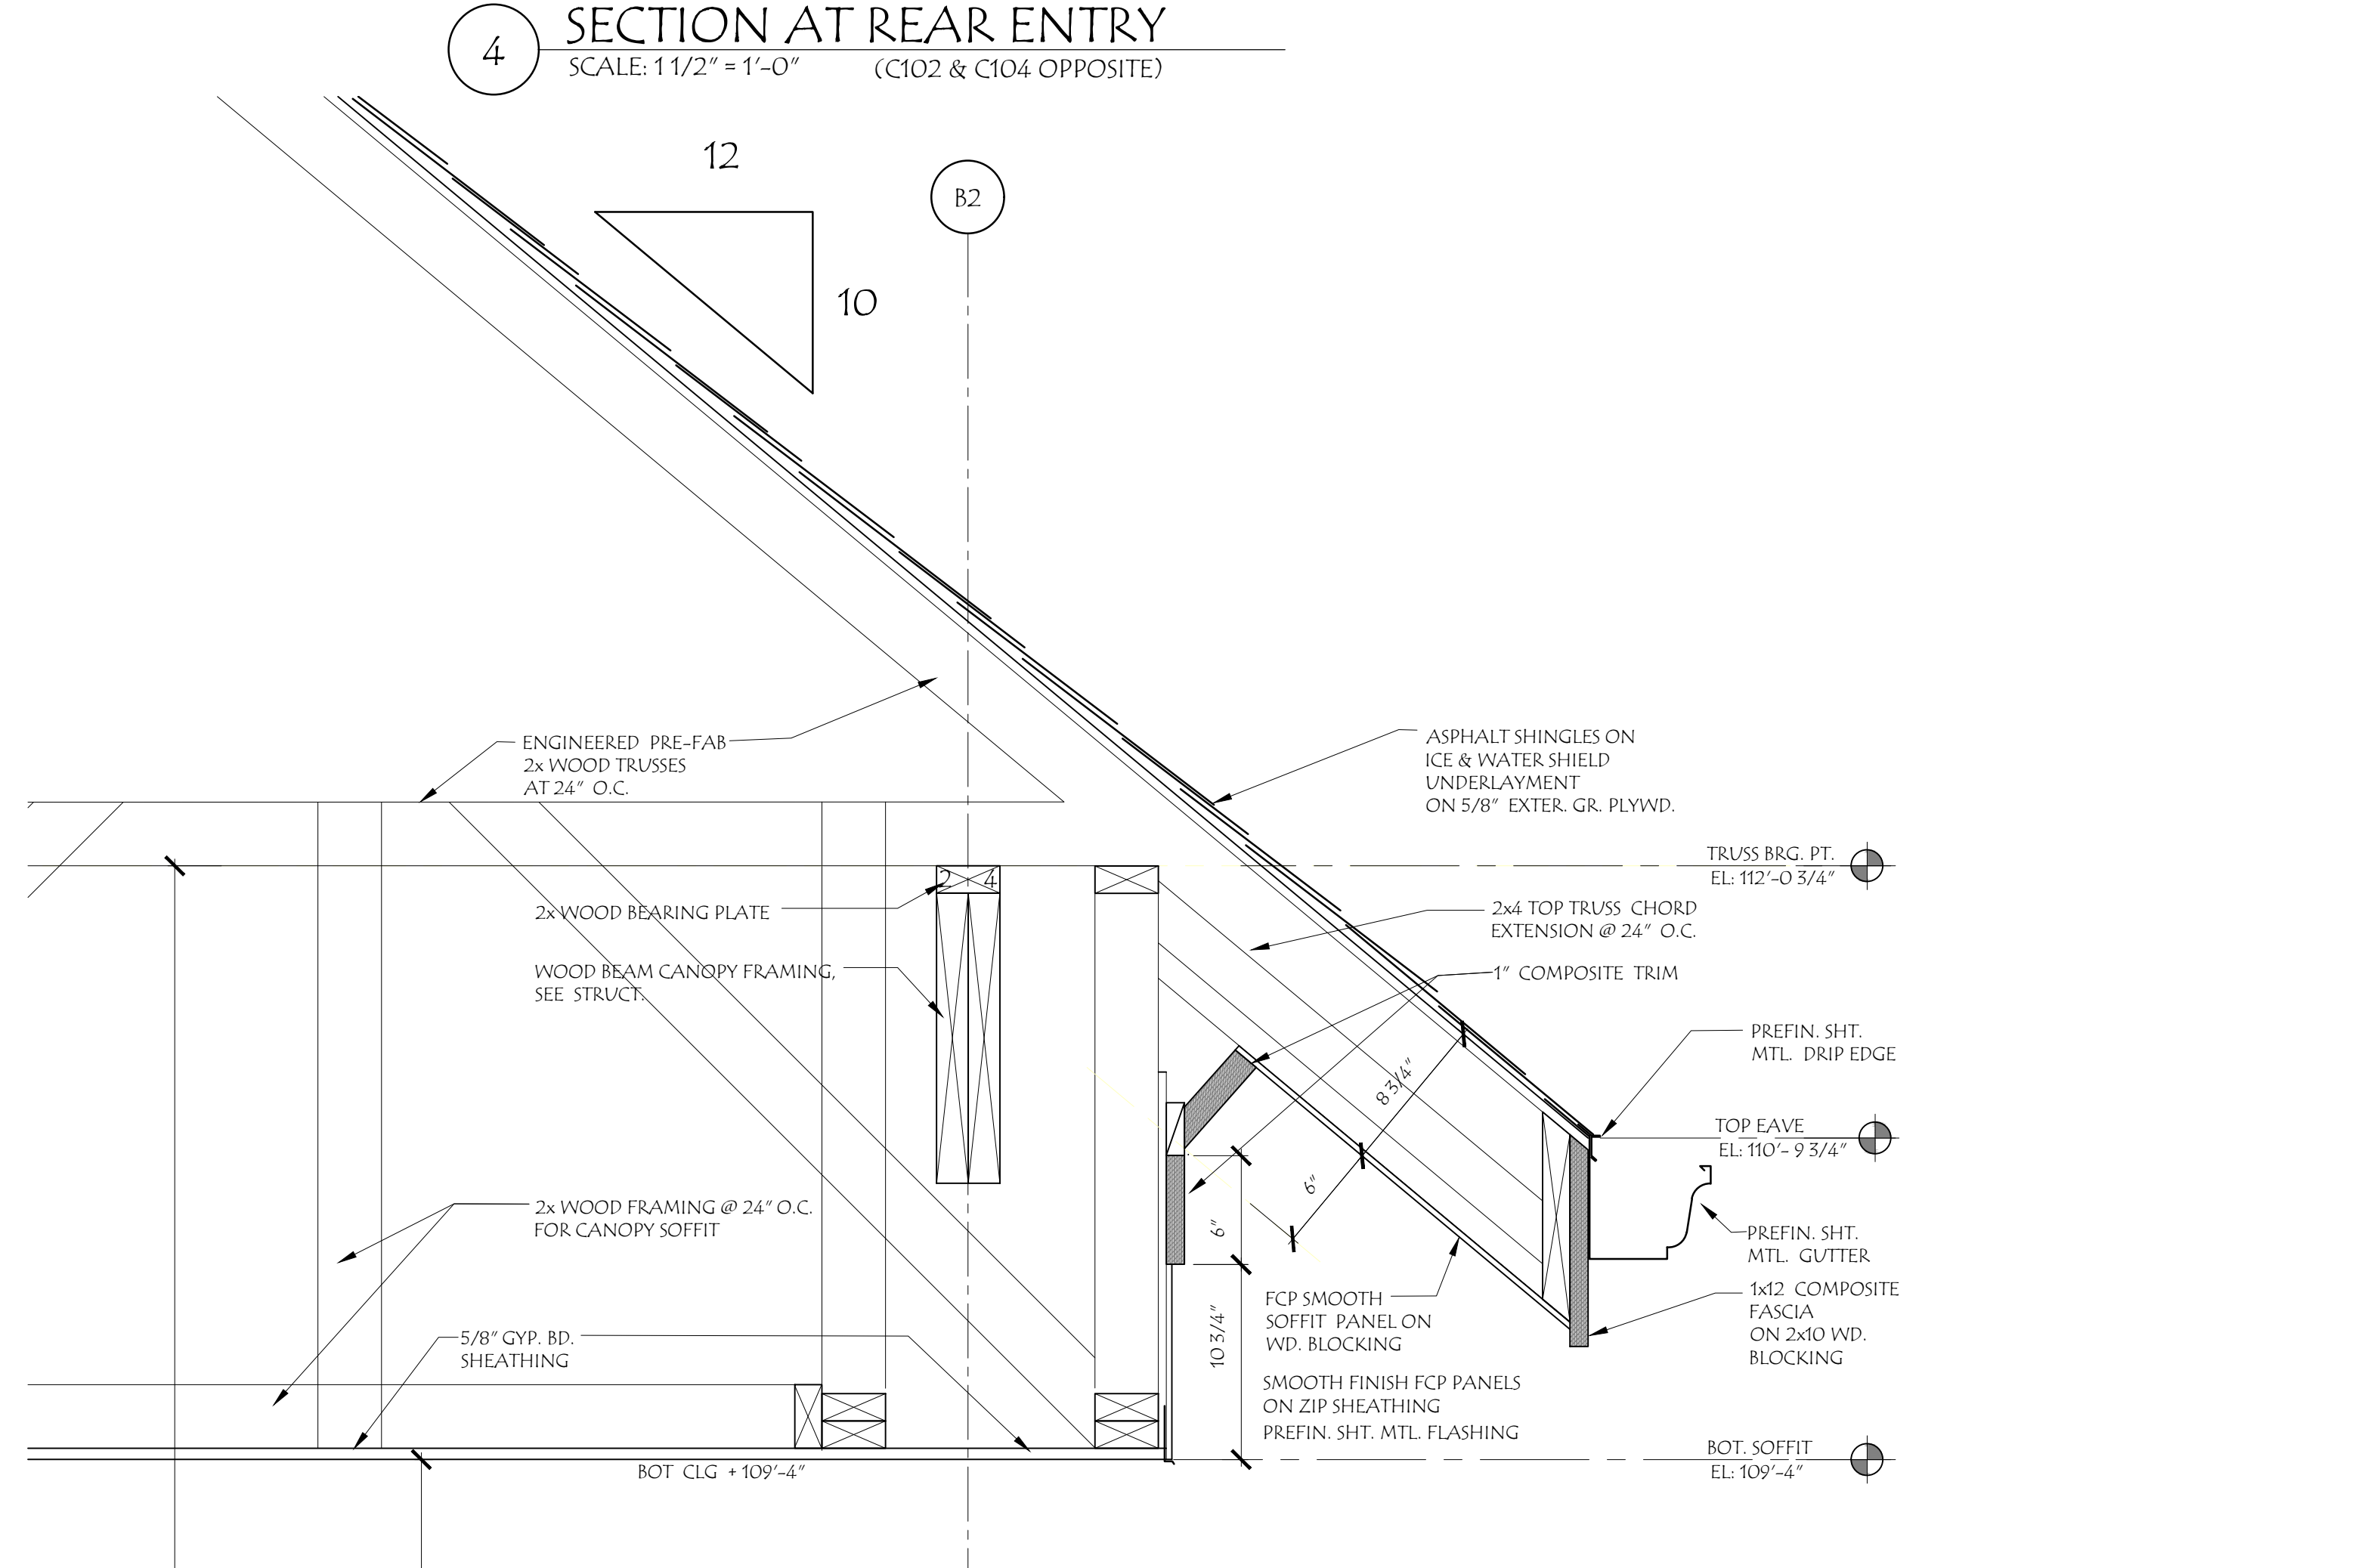 4
SECTION AT REAR ENTRY
SCALE: 1 1/2" = 1'-0" (C102 & C104 OPPOSITE)
12
10
B2
ENGINEERED PRE-FAB
2x WOOD TRUSSES
AT 24" O.C.
ASPHALT SHINGLES ON
ICE & WATER SHIELD
UNDERLAYMENT
ON 5/8" EXTER. GR. PLYWD.
TRUSS BRG. PT.
EL: 112'-0 3/4"
2 4
2x WOOD BEARING PLATE
2x4 TOP TRUSS CHORD
EXTENSION @ 24" O.C.
WOOD BEAM CANOPY FRAMING,
SEE STRUCT.
1" COMPOSITE TRIM
PREFIN. SHT.
MTL. DRIP EDGE
8 3/4"
6"
TOP EAVE
EL: 110'- 9 3/4"
2x WOOD FRAMING @ 24" O.C.
FOR CANOPY SOFFIT
6"
PREFIN. SHT.
MTL. GUTTER
FCP SMOOTH
SOFFIT PANEL ON
WD. BLOCKING
1x12 COMPOSITE
FASCIA
ON 2x10 WD.
BLOCKING
10 3/4"
5/8" GYP. BD.
SHEATHING
SMOOTH FINISH FCP PANELS
ON ZIP SHEATHING
PREFIN. SHT. MTL. FLASHING
BOT. SOFFIT
EL: 109'-4"
BOT CLG + 109'-4"